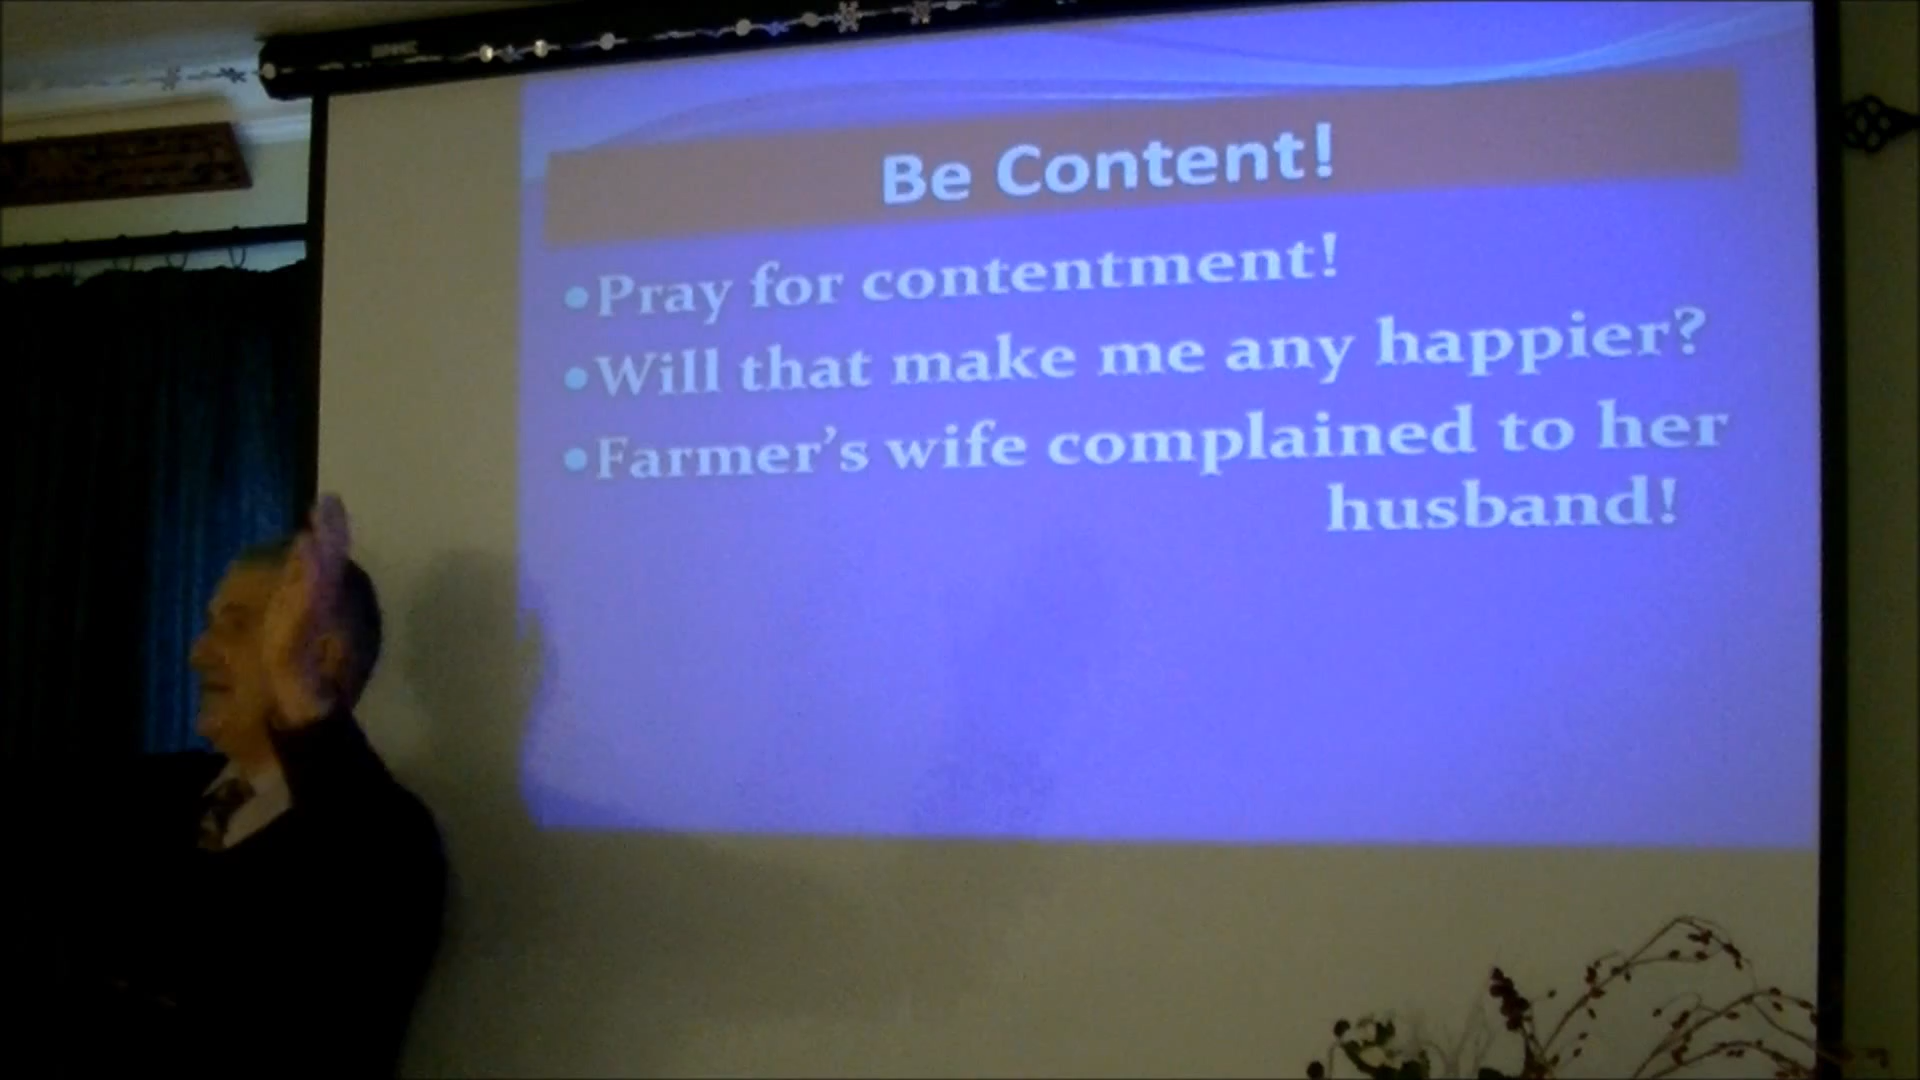 Be Content!
•Pray for contentment!
•Will that make me any happier?
•Farmer's wife complained to her
husband!